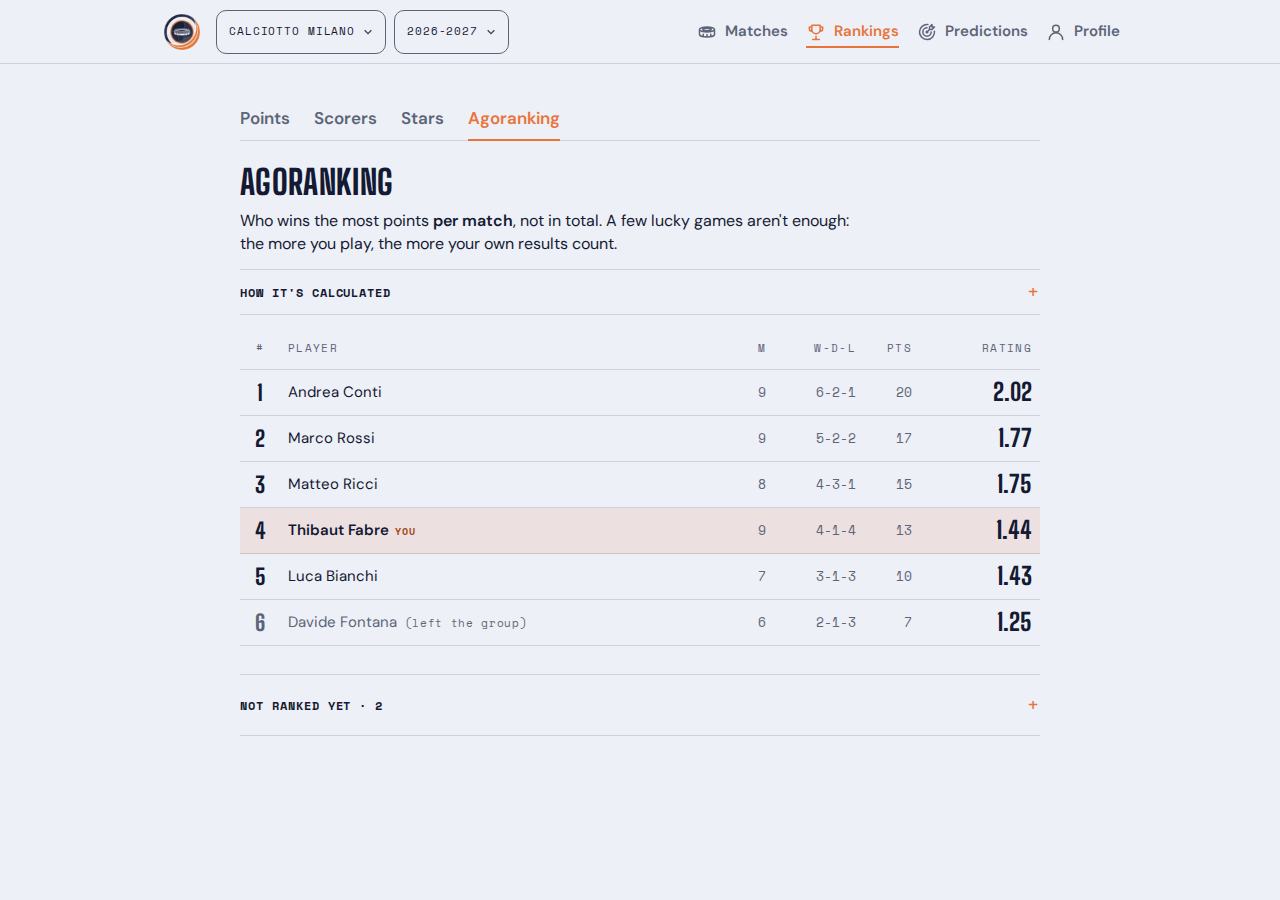 CALCIOTTO MILANO
2026-2027
Matches
Rankings
Predictions
Profile
Points
Scorers
Stars
Agoranking
AGORANKING
Who wins the most points per match, not in total. A few lucky games aren't enough:
the more you play, the more your own results count.
HOW IT'S CALCULATED +
# PLAYER M W-D-L PTS RATING
1 Andrea Conti 9 6-2-1 20 2.02
2 Marco Rossi 9 5-2-2 17 1.77
3 Matteo Ricci 8 4-3-1 15 1.75
4 Thibaut Fabre YOU 9 4-1-4 13 1.44
5 Luca Bianchi 7 3-1-3 10 1.43
6 Davide Fontana (left the group) 6 2-1-3 7 1.25
NOT RANKED YET · 2 +